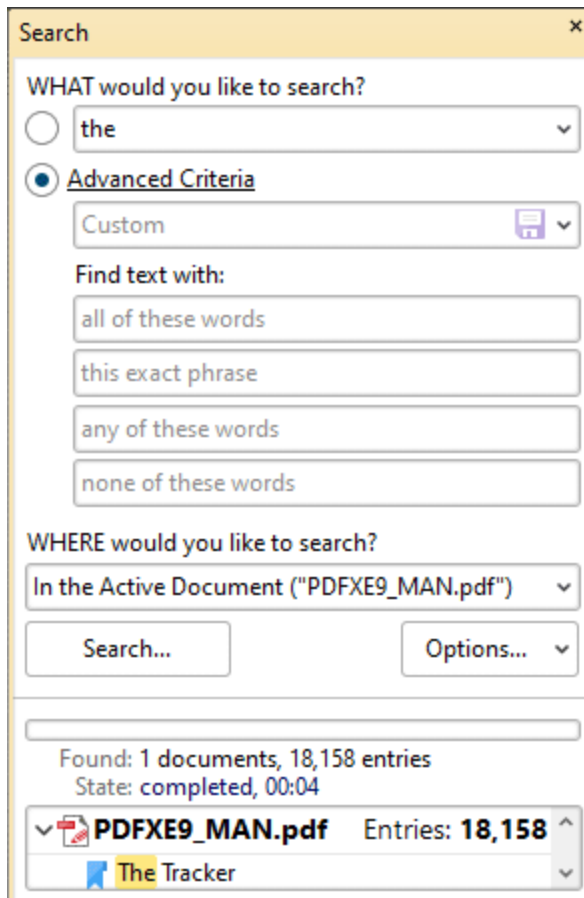 Search
WHAT would you like to search?
the
Advanced Criteria
Custom
Find text with:
all of these words
this exact phrase
any of these words
none of these words
WHERE would you like to search?
In the Active Document ("PDFXE9_MAN.pdf")
Search... Options...
Found: 1 documents, 18,158 entries
State: completed, 00:04
PDFXE9_MAN.pdf Entries: 18,158
The Tracker